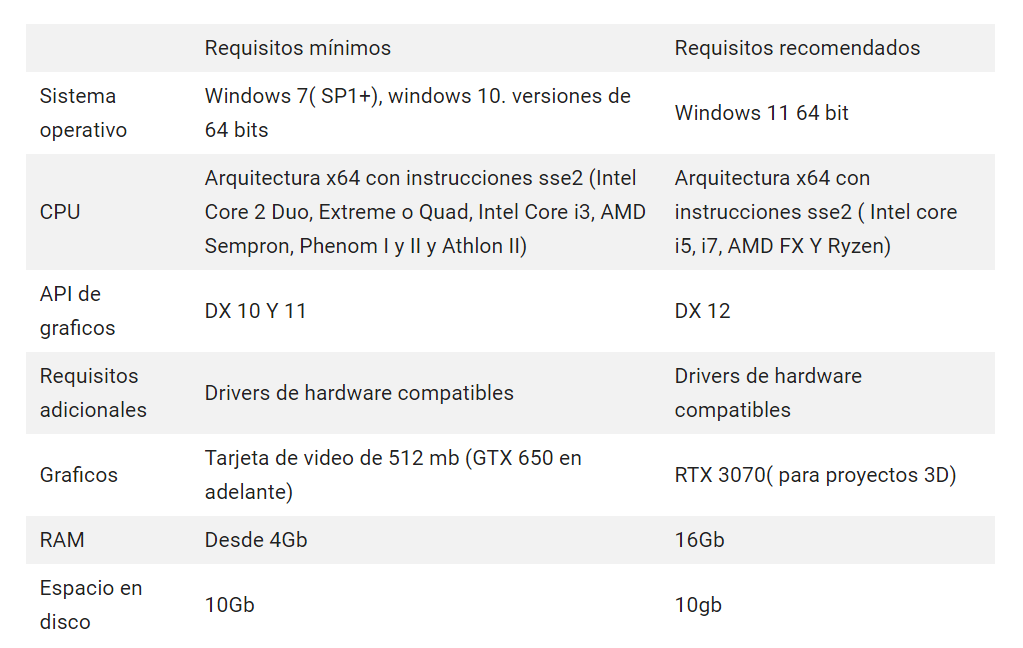 Requisitos mínimos
Requisitos recomendados
Sistema
operativo
Windows 7( SP1+), windows 10. versiones de
64 bits
Windows 11 64 bit
CPU
Arquitectura x64 con instrucciones sse2 (Intel
Core 2 Duo, Extreme o Quad, Intel Core i3, AMD
Sempron, Phenom I y II y Athlon II)
Arquitectura x64 con
instrucciones sse2 ( Intel core
i5, i7, AMD FX Y Ryzen)
API de
graficos
DX 10 Y 11
DX 12
Requisitos
adicionales
Drivers de hardware compatibles
Drivers de hardware
compatibles
Graficos
Tarjeta de video de 512 mb (GTX 650 en
adelante)
RTX 3070( para proyectos 3D)
RAM
Desde 4Gb
16Gb
Espacio en
disco
10Gb
10gb